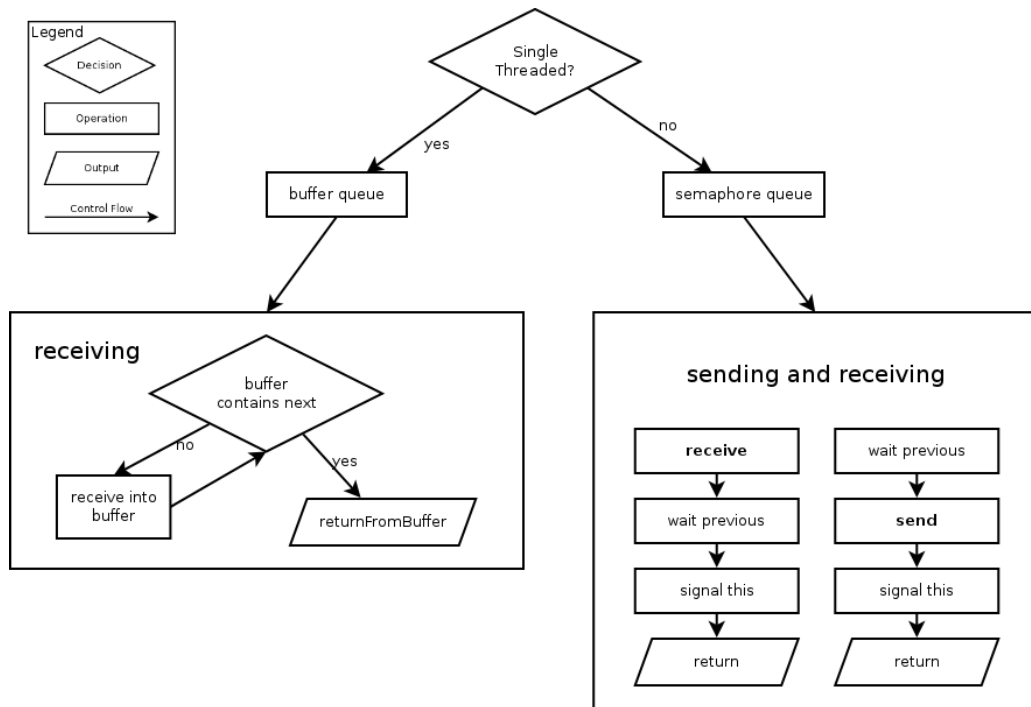 Legend
Decision
Operation
Output
Control Flow
Single
Threaded?
yes
no
buffer queue
semaphore queue
receiving
buffer
contains next
no
yes
receive into
buffer
returnFromBuffer
sending and receiving
receive
wait previous
signal this
return
wait previous
send
signal this
return